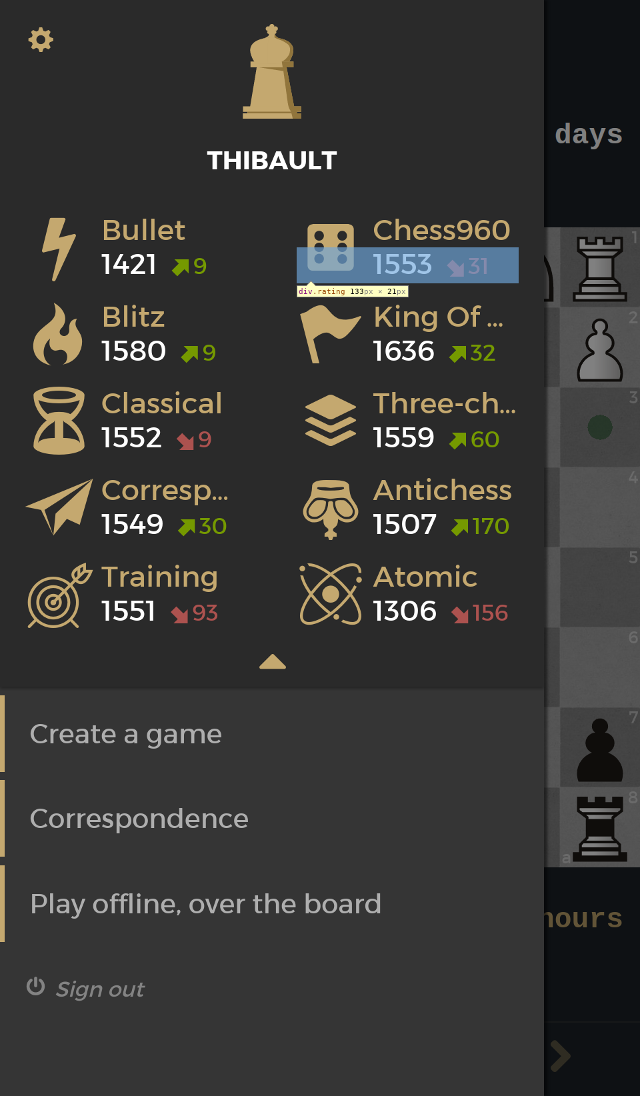 THIBAULT
Bullet
1421 9
Chess960
1553 31
div.rating 133px × 21px
Blitz
1580 9
King Of ...
1636 32
Classical
1552 9
Three-ch...
1559 60
Corresp...
1549 30
Antichess
1507 170
Training
1551 93
Atomic
1306 156
Create a game
Correspondence
Play offline, over the board
Sign out
days
1
2
3
4
5
6
7
8
a
hours